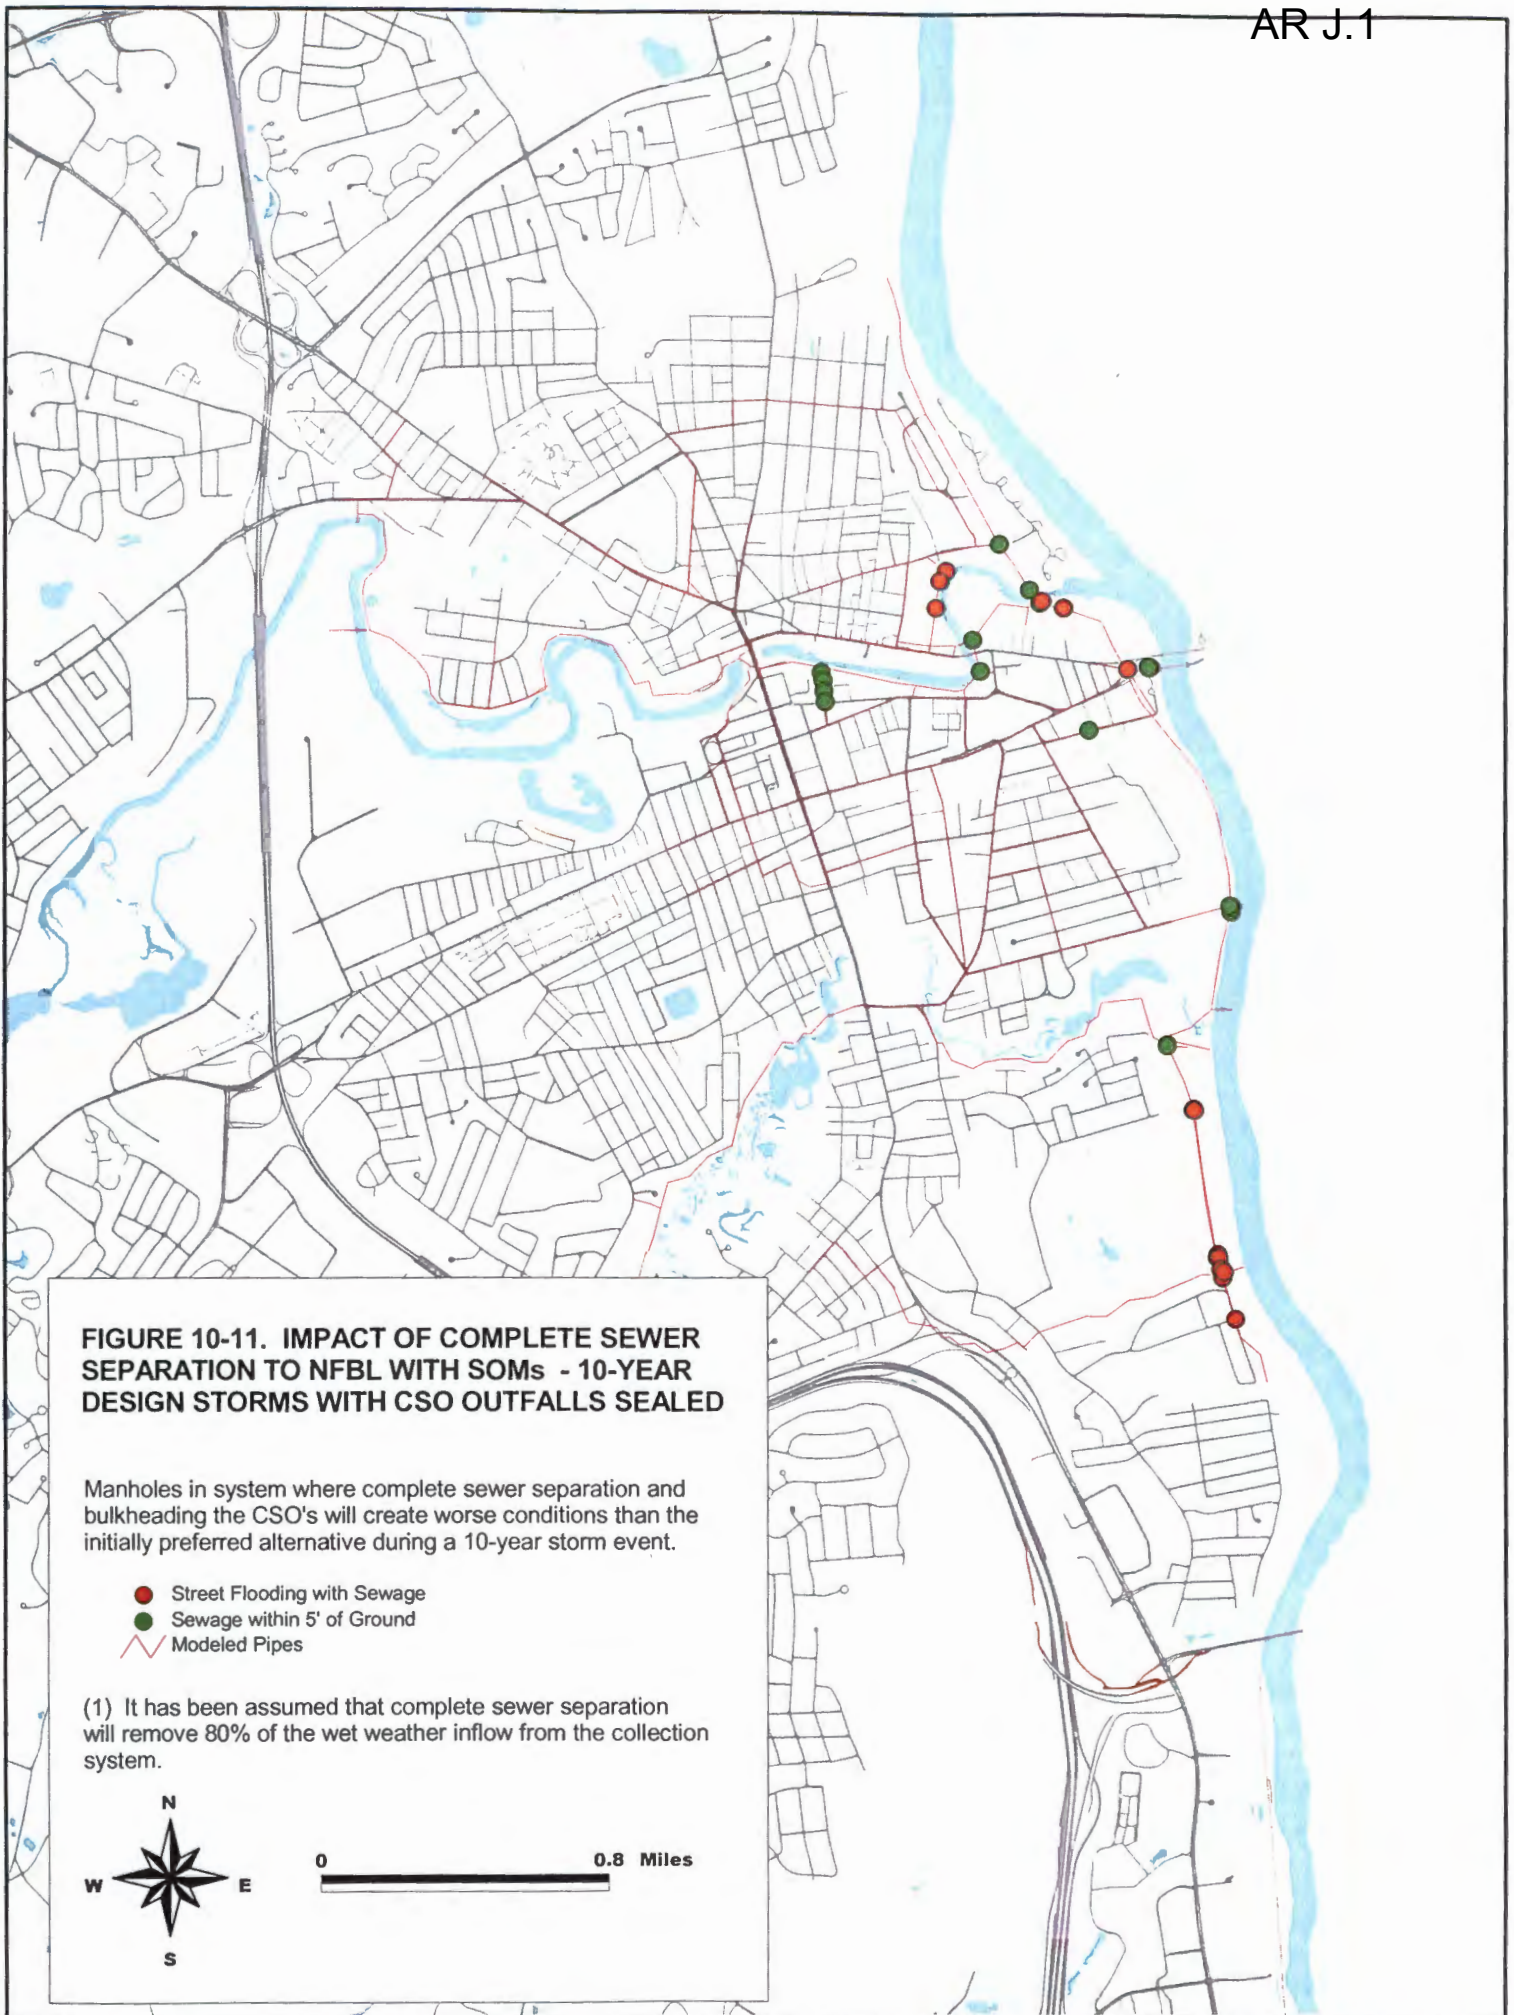 AR J.1
FIGURE 10-11. IMPACT OF COMPLETE SEWER
SEPARATION TO NFBL WITH SOMs - 10-YEAR
DESIGN STORMS WITH CSO OUTFALLS SEALED
Manholes in system where complete sewer separation and
bulkheading the CSO's will create worse conditions than the
initially preferred alternative during a 10-year storm event.
Street Flooding with Sewage
Sewage within 5' of Ground
Modeled Pipes
(1) It has been assumed that complete sewer separation
will remove 80% of the wet weather inflow from the collection
system.
N
W E
S
0 0.8 Miles